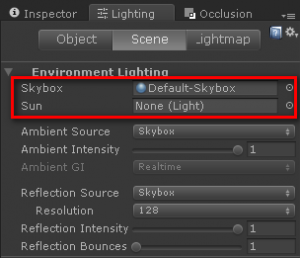 Inspector Lighting Occlusion
Object Scene Lightmap
Environment Lighting
Skybox Default-Skybox
Sun None (Light)
Ambient Source Skybox
Ambient Intensity 1
Ambient GI Realtime
Reflection Source Skybox
Resolution 128
Reflection Intensity 1
Reflection Bounces 1